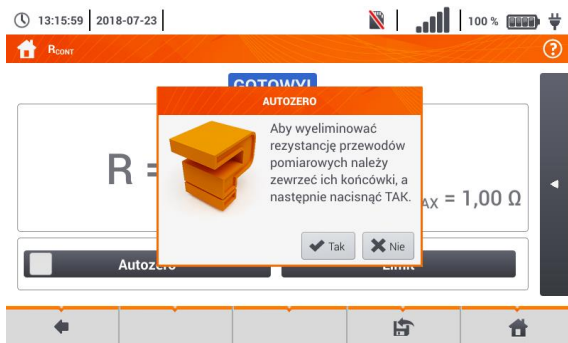 13:15:59 2018-07-23 100 %
RCONT
GOTOWY!
AUTOZERO
Aby wyeliminować
rezystancję przewodów
pomiarowych należy
zewrzeć ich końcówki, a
następnie nacisnąć TAK.
R =
AX = 1,00 Ω
Tak Nie
Autozero Limit